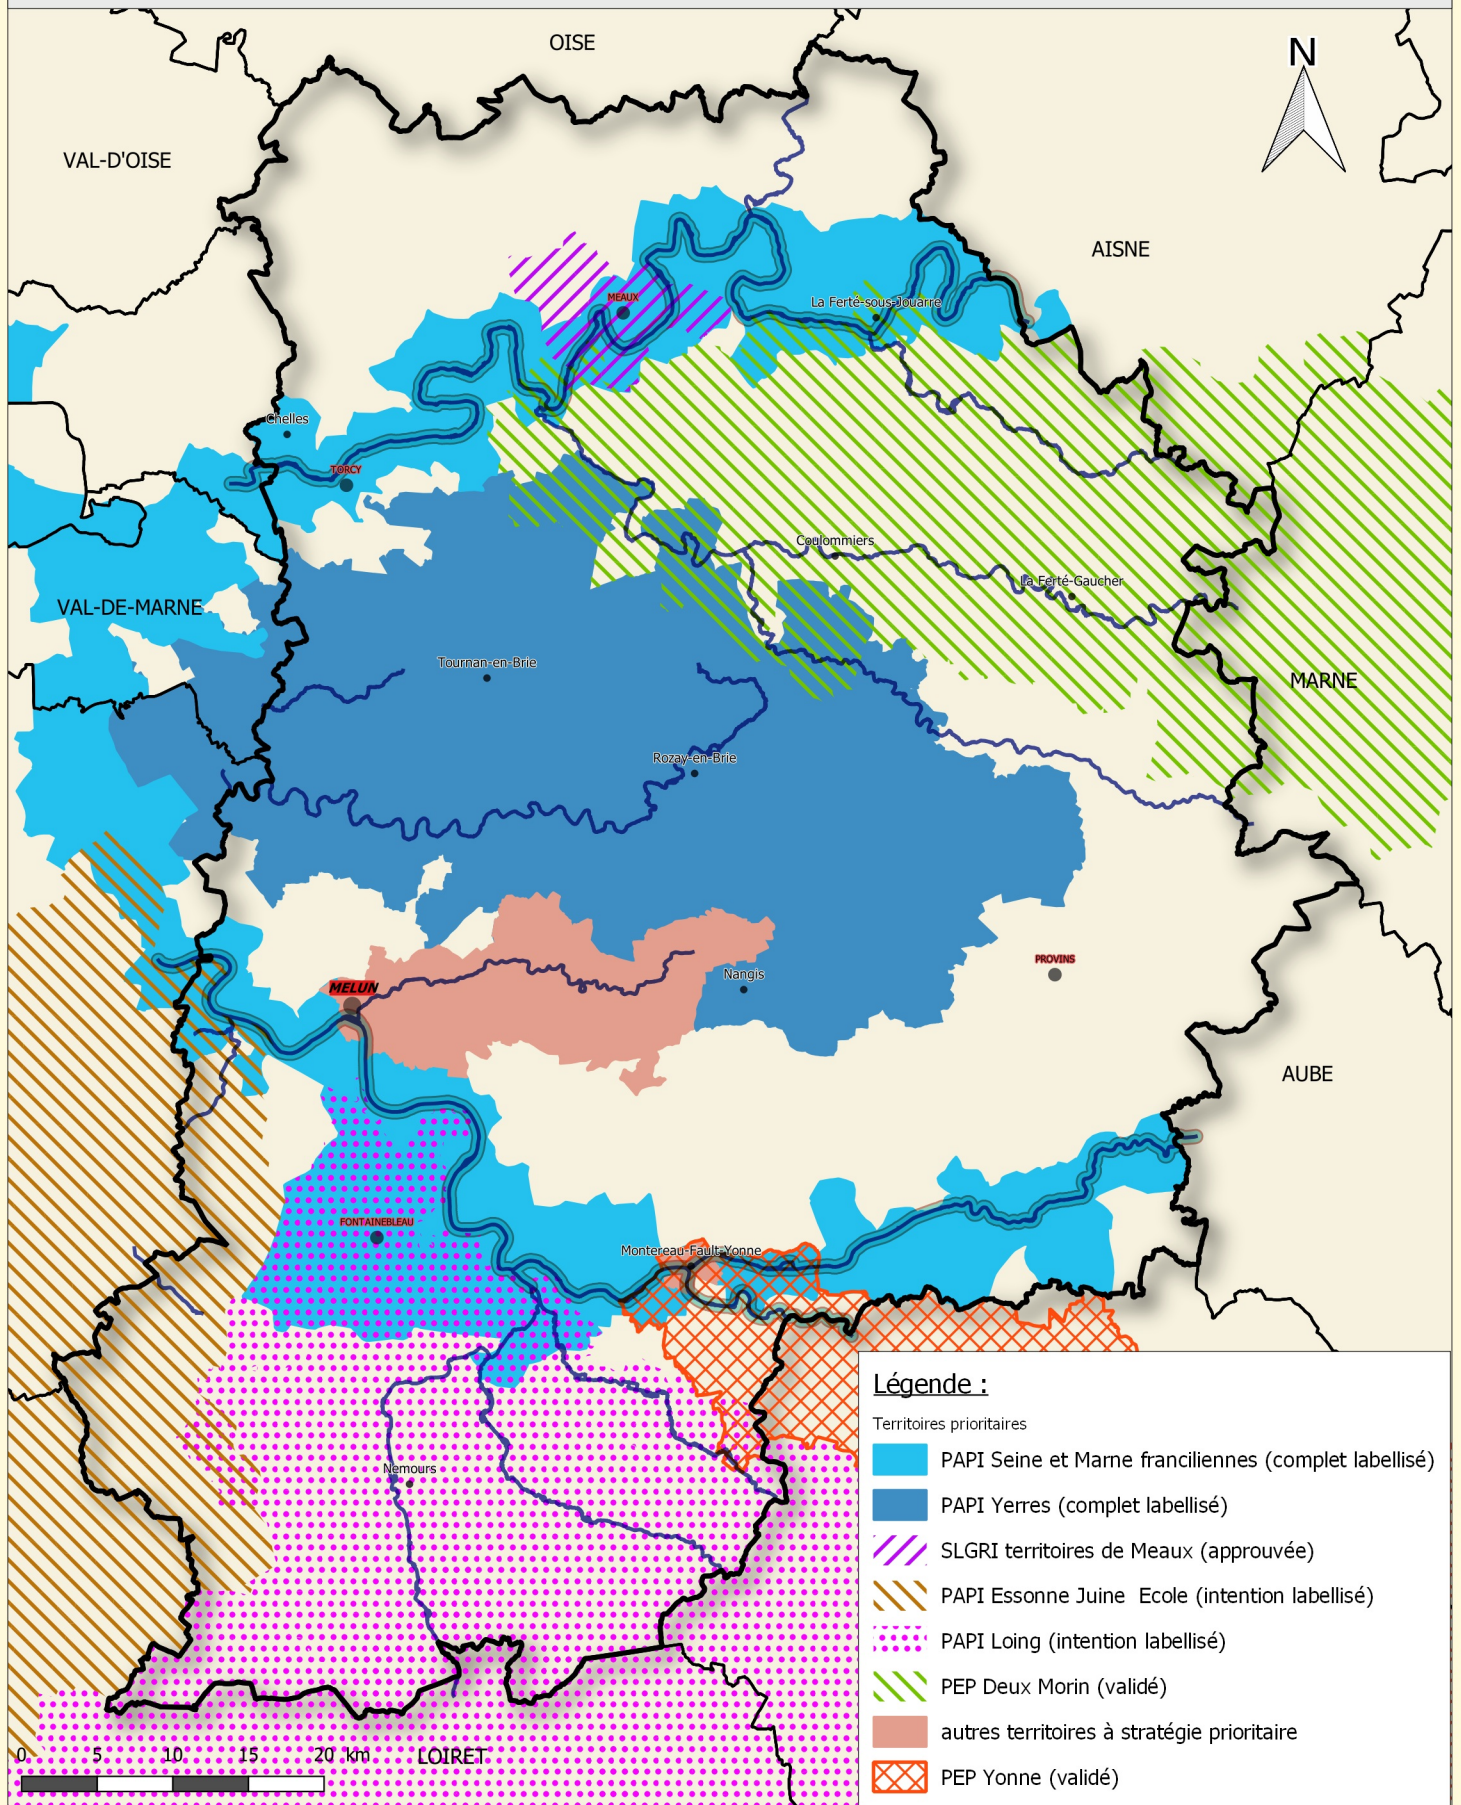 OISE
N
VAL-D'OISE
AISNE
MEAUX
La Ferté-sous-Jouarre
Chelles
TORCY
Coulommiers
La Ferté-Gaucher
VAL-DE-MARNE
Tournan-en-Brie
MARNE
Rozay-en-Brie
PROVINS
Nangis
MELUN
AUBE
FONTAINEBLEAU
Montereau-Fault-Yonne
Légende :
Territoires prioritaires
PAPI Seine et Marne franciliennes (complet labellisé)
Nemours
PAPI Yerres (complet labellisé)
SLGRI territoires de Meaux (approuvée)
PAPI Essonne Juine Ecole (intention labellisé)
PAPI Loing (intention labellisé)
PEP Deux Morin (validé)
autres territoires à stratégie prioritaire
0 5 10 15 20 km
LOIRET
PEP Yonne (validé)